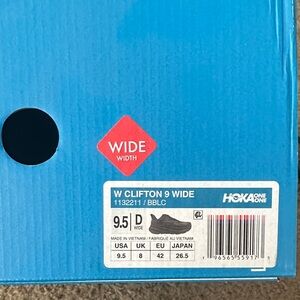 WIDE
WIDTH
W CLIFTON 9 WIDE
1132211 / BBLC
HOKA ONE ONE
9.5 D WIDE
MADE IN VIETNAM / FABRIQUÉ AU VIETNAM
USA UK EU JAPAN
9.5 8 42 26.5